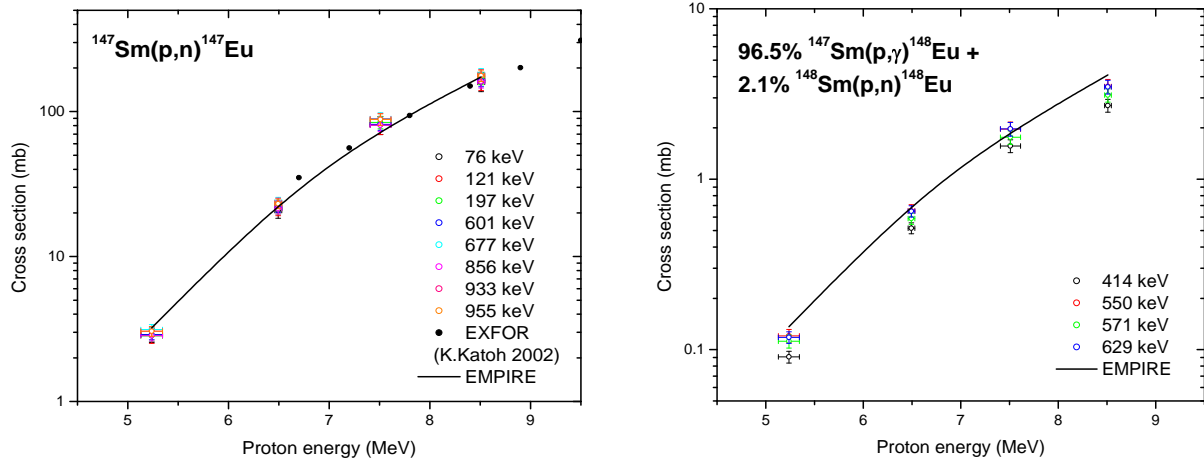 ¹⁴⁷Sm(p,n)¹⁴⁷Eu
Cross section (mb)
100
10
1
76 keV
121 keV
197 keV
601 keV
677 keV
856 keV
933 keV
955 keV
EXFOR
(K.Katoh 2002)
EMPIRE
5 6 7 8 9
Proton energy (MeV)
96.5% ¹⁴⁷Sm(p,γ)¹⁴⁸Eu +
2.1% ¹⁴⁸Sm(p,n)¹⁴⁸Eu
Cross section (mb)
10
1
0.1
414 keV
550 keV
571 keV
629 keV
EMPIRE
5 6 7 8 9
Proton energy (MeV)